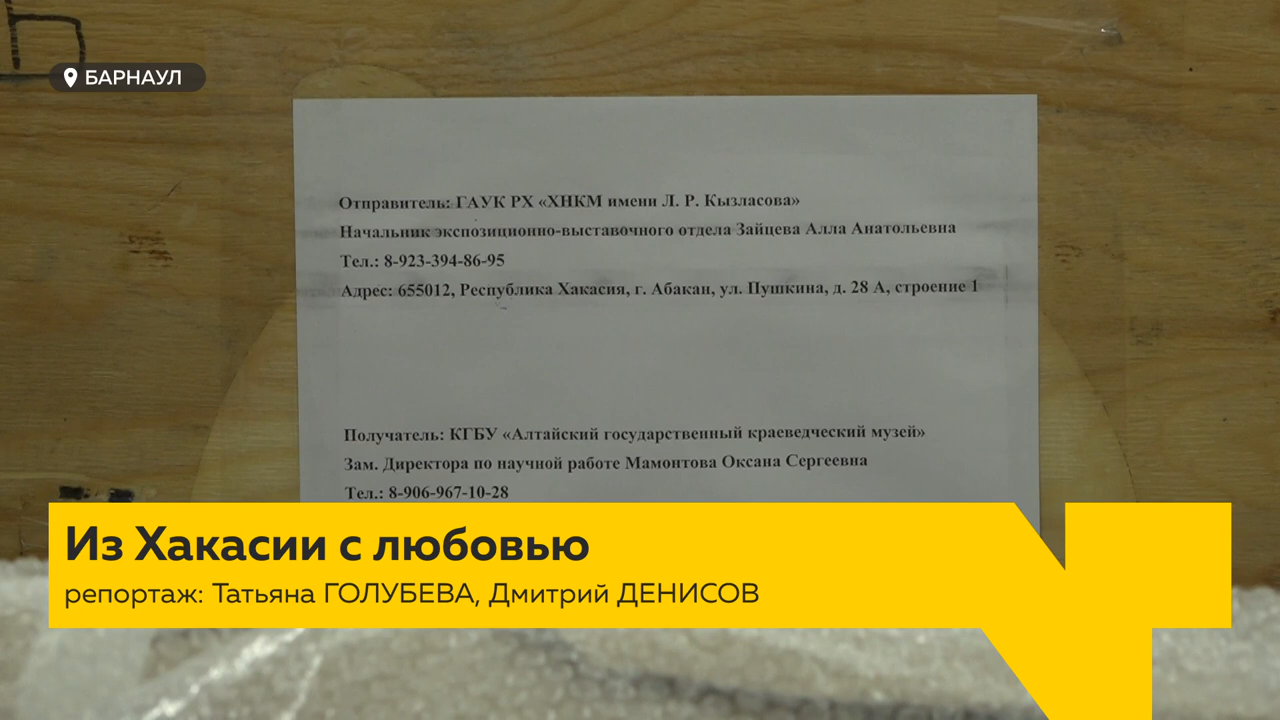 БАРНАУЛ
Отправитель: ГАУК РХ «ХНКМ имени Л. Р. Кызласова»
Начальник экспозиционно-выставочного отдела Зайцева Алла Анатольевна
Тел.: 8-923-394-86-95
Адрес: 655012, Республика Хакасия, г. Абакан, ул. Пушкина, д. 28 А, строение 1
Получатель: КГБУ «Алтайский государственный краеведческий музей»
Зам. Директора по научной работе Мамонтова Оксана Сергеевна
Тел.: 8-906-967-10-28
Из Хакасии с любовью
репортаж: Татьяна ГОЛУБЕВА, Дмитрий ДЕНИСОВ